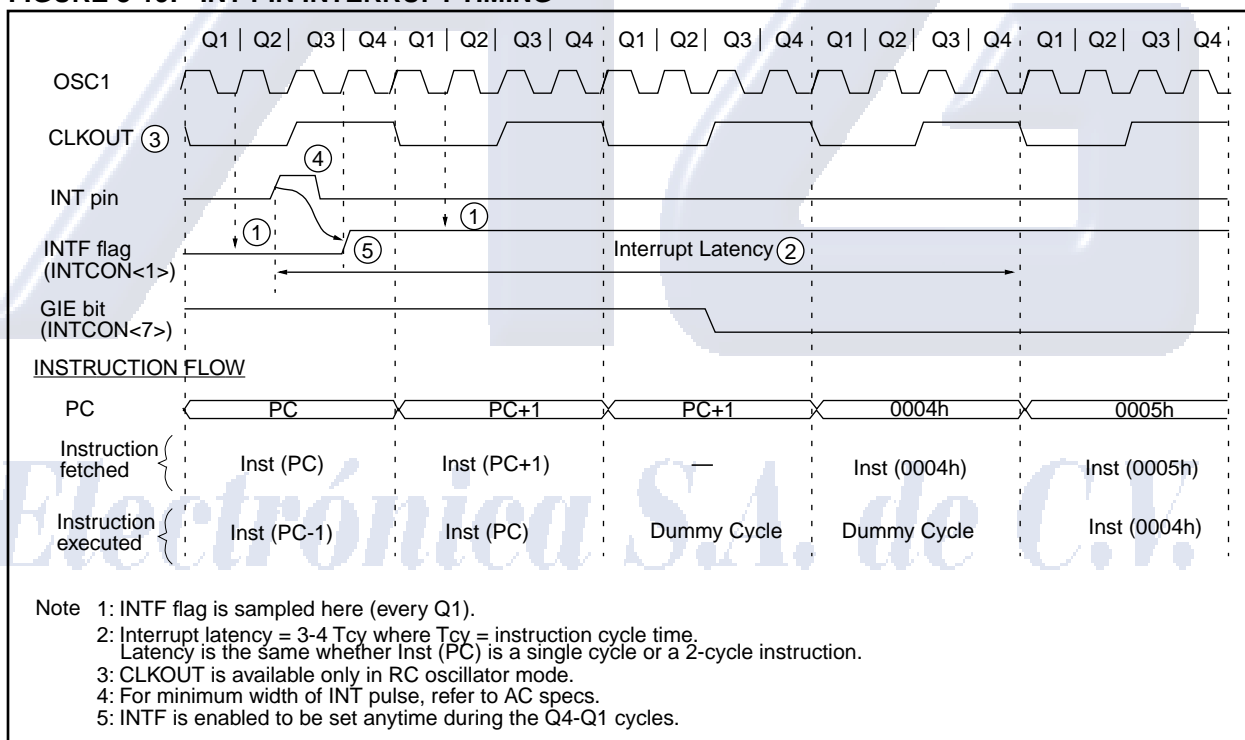 Q1 | Q2 | Q3 | Q4 Q1 | Q2 | Q3 | Q4 Q1 | Q2 | Q3 | Q4 Q1 | Q2 | Q3 | Q4 Q1 | Q2 | Q3 | Q4
OSC1
CLKOUT 3
4
INT pin
1
1
INTF flag
(INTCON<1>)
5
Interrupt Latency 2
GIE bit
(INTCON<7>)
INSTRUCTION FLOW
PC PC PC+1 PC+1 0004h 0005h
Instruction
fetched
Inst (PC) Inst (PC+1) — Inst (0004h) Inst (0005h)
Electrónica S.A. de C.V.
Instruction
executed
Inst (PC-1) Inst (PC) Dummy Cycle Dummy Cycle Inst (0004h)
Note 1: INTF flag is sampled here (every Q1).
2: Interrupt latency = 3-4 Tcy where Tcy = instruction cycle time.
Latency is the same whether Inst (PC) is a single cycle or a 2-cycle instruction.
3: CLKOUT is available only in RC oscillator mode.
4: For minimum width of INT pulse, refer to AC specs.
5: INTF is enabled to be set anytime during the Q4-Q1 cycles.